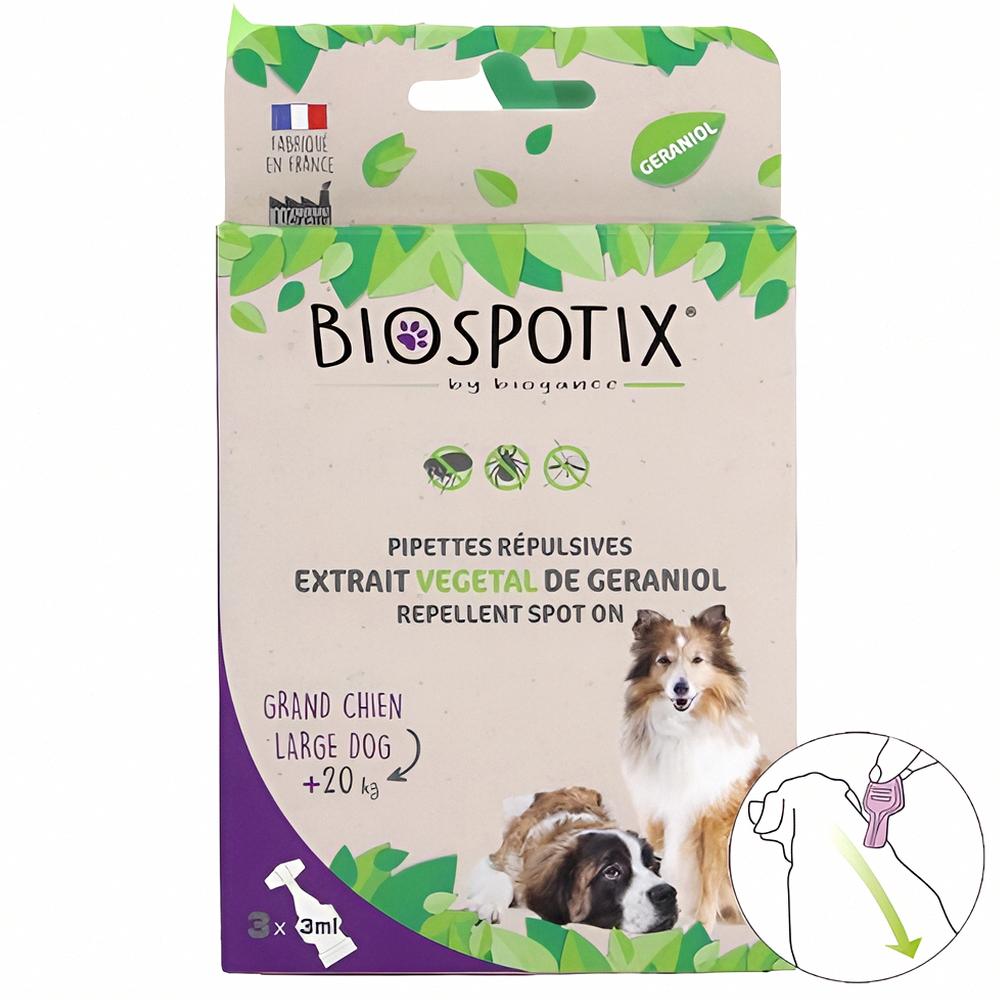 FABRIQUÉ
EN FRANCE
GERANIOL
BIOSPOTIX®
by biogance
PIPETTES RÉPULSIVES
EXTRAIT VEGETAL DE GERANIOL
REPELLENT SPOT ON
GRAND CHIEN
LARGE DOG
+20 kg
3 x 3ml